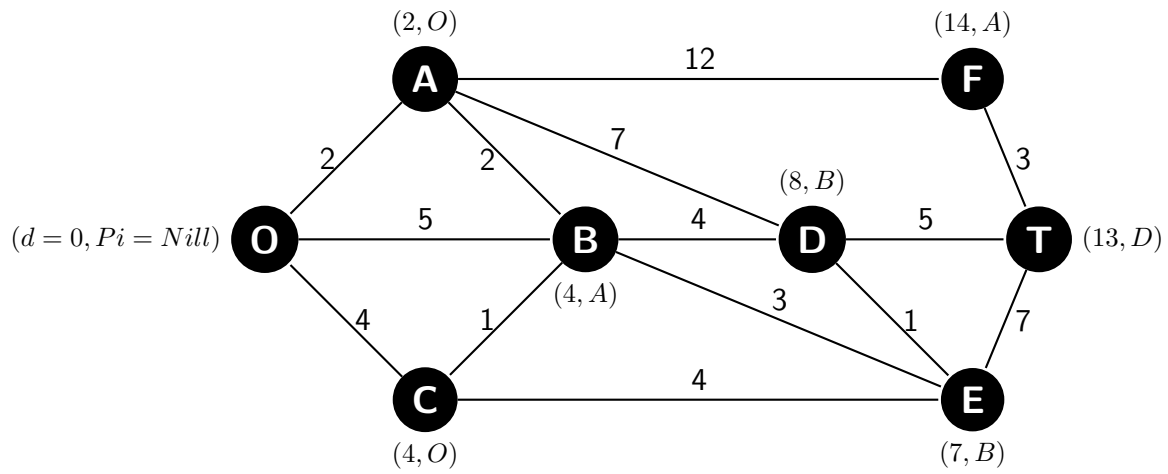 (2, O)
(14, A)
A
12
F
2
2
7
3
(8, B)
(d = 0, Pi = Nill)
O
5
B
4
D
5
T
(13, D)
(4, A)
4
1
3
1
7
C
4
E
(4, O)
(7, B)